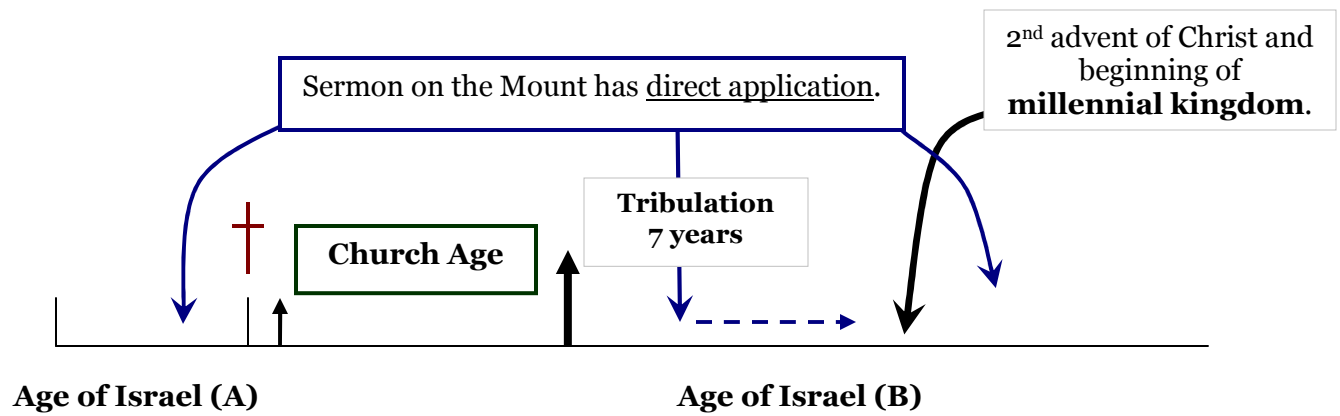 2nd advent of Christ and
beginning of
millennial kingdom.
Sermon on the Mount has direct application.
Tribulation
7 years
Church Age
Age of Israel (A)
Age of Israel (B)